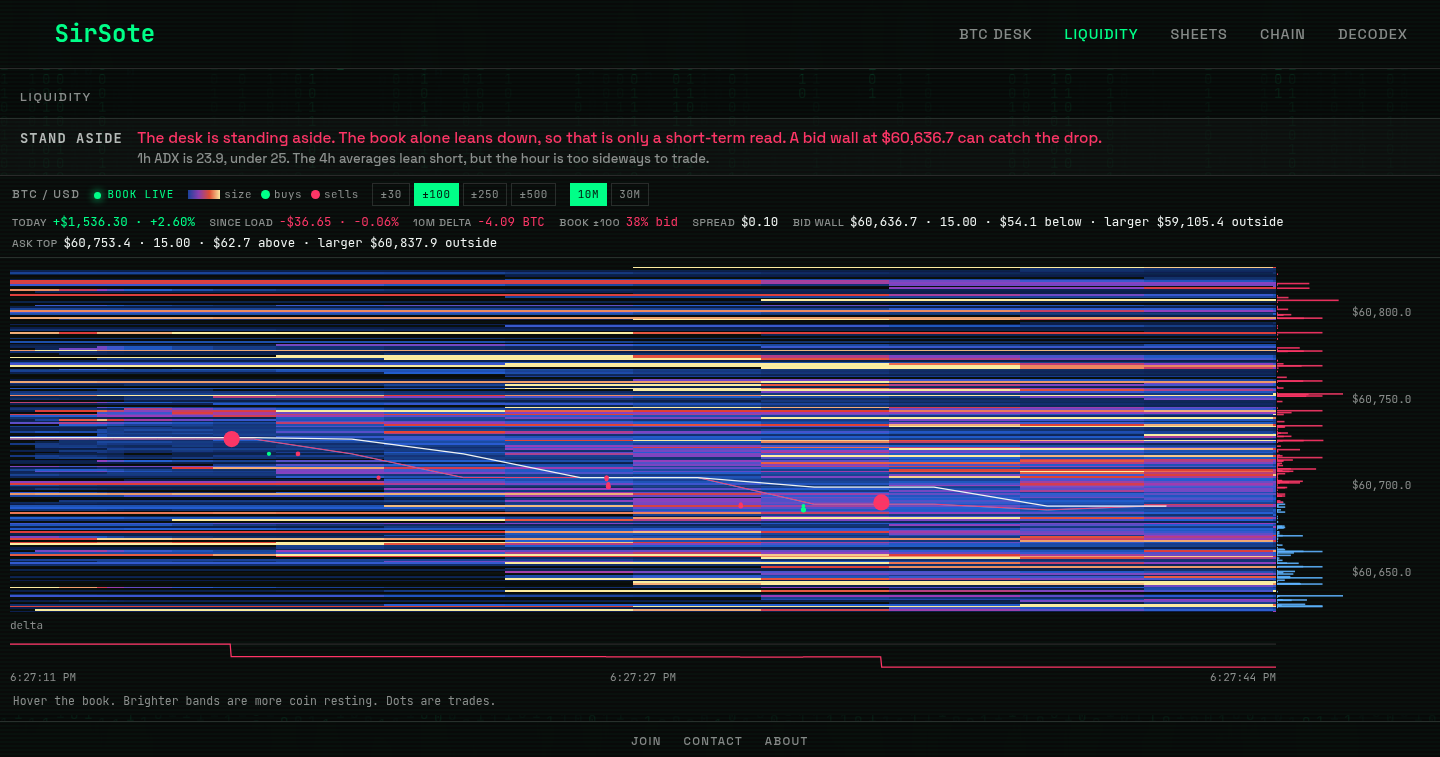 SirSote
BTC DESK LIQUIDITY SHEETS CHAIN DECODEX
LIQUIDITY
STAND ASIDE The desk is standing aside. The book alone leans down, so that is only a short-term read. A bid wall at $60,636.7 can catch the drop.
1h ADX is 23.9, under 25. The 4h averages lean short, but the hour is too sideways to trade.
BTC / USD BOOK LIVE size buys sells ±30 ±100 ±250 ±500 10M 30M
TODAY +$1,536.30 · +2.60% SINCE LOAD -$36.65 · -0.06% 10M DELTA -4.09 BTC BOOK ±100 38% bid SPREAD $0.10 BID WALL $60,636.7 · 15.00 · $54.1 below · larger $59,105.4 outside
ASK TOP $60,753.4 · 15.00 · $62.7 above · larger $60,837.9 outside
$60,800.0
$60,750.0
$60,700.0
$60,650.0
delta
6:27:11 PM 6:27:27 PM 6:27:44 PM
Hover the book. Brighter bands are more coin resting. Dots are trades.
JOIN CONTACT ABOUT